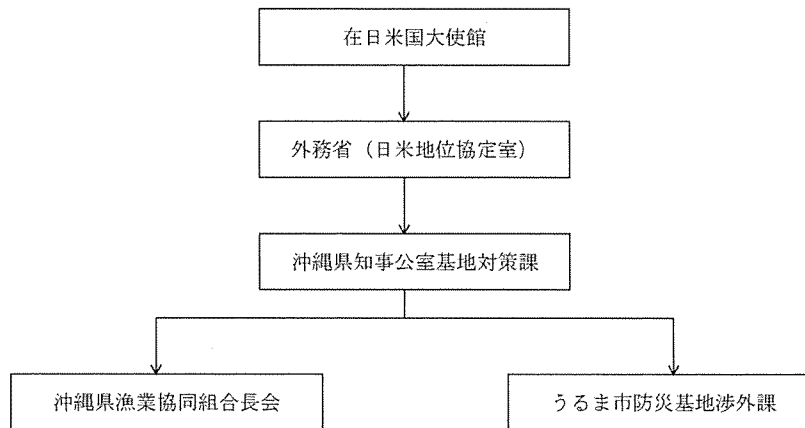 在日米国大使館
外務省（日米地位協定室）
沖縄県知事公室基地対策課
沖縄県漁業協同組合長会
うるま市防災基地渉外課